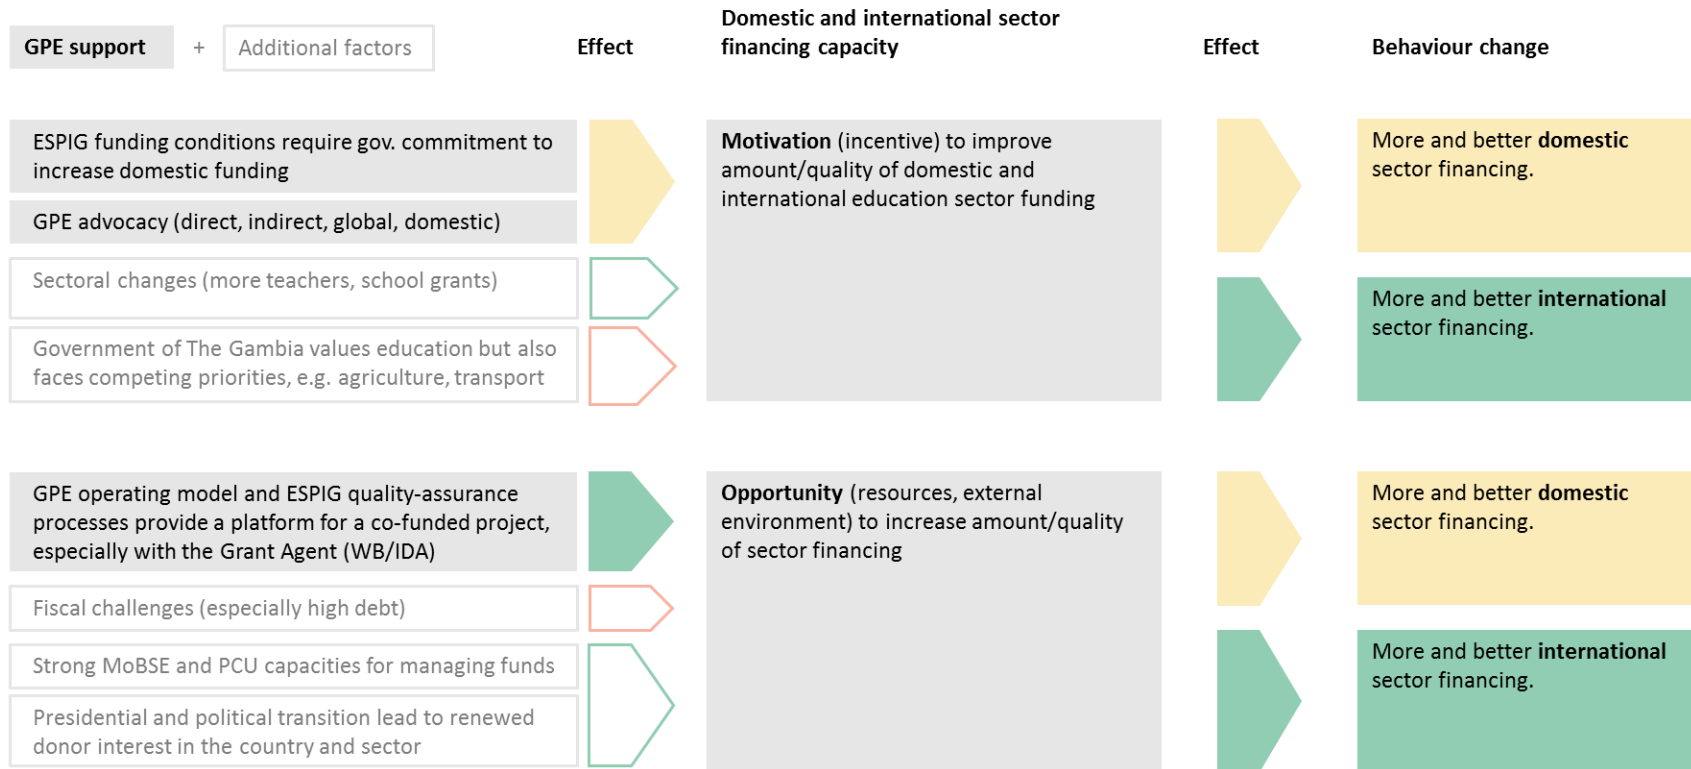 GPE support + Additional factors
Effect
Domestic and international sector
financing capacity
Effect
Behaviour change
ESPIG funding conditions require gov. commitment to
increase domestic funding
GPE advocacy (direct, indirect, global, domestic)
Sectoral changes (more teachers, school grants)
Government of The Gambia values education but also
faces competing priorities, e.g. agriculture, transport
Motivation (incentive) to improve
amount/quality of domestic and
international education sector funding
More and better domestic
sector financing.
More and better international
sector financing.
GPE operating model and ESPIG quality-assurance
processes provide a platform for a co-funded project,
especially with the Grant Agent (WB/IDA)
Fiscal challenges (especially high debt)
Strong MoBSE and PCU capacities for managing funds
Presidential and political transition lead to renewed
donor interest in the country and sector
Opportunity (resources, external
environment) to increase amount/quality
of sector financing
More and better domestic
sector financing.
More and better international
sector financing.